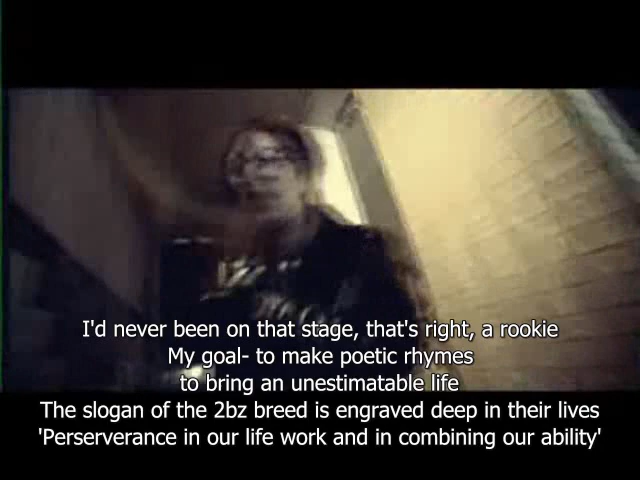 I'd never been on that stage, that's right, a rookie
My goal- to make poetic rhymes
to bring an unestimatable life
The slogan of the 2bz breed is engraved deep in their lives
'Perserverance in our life work and in combining our ability'